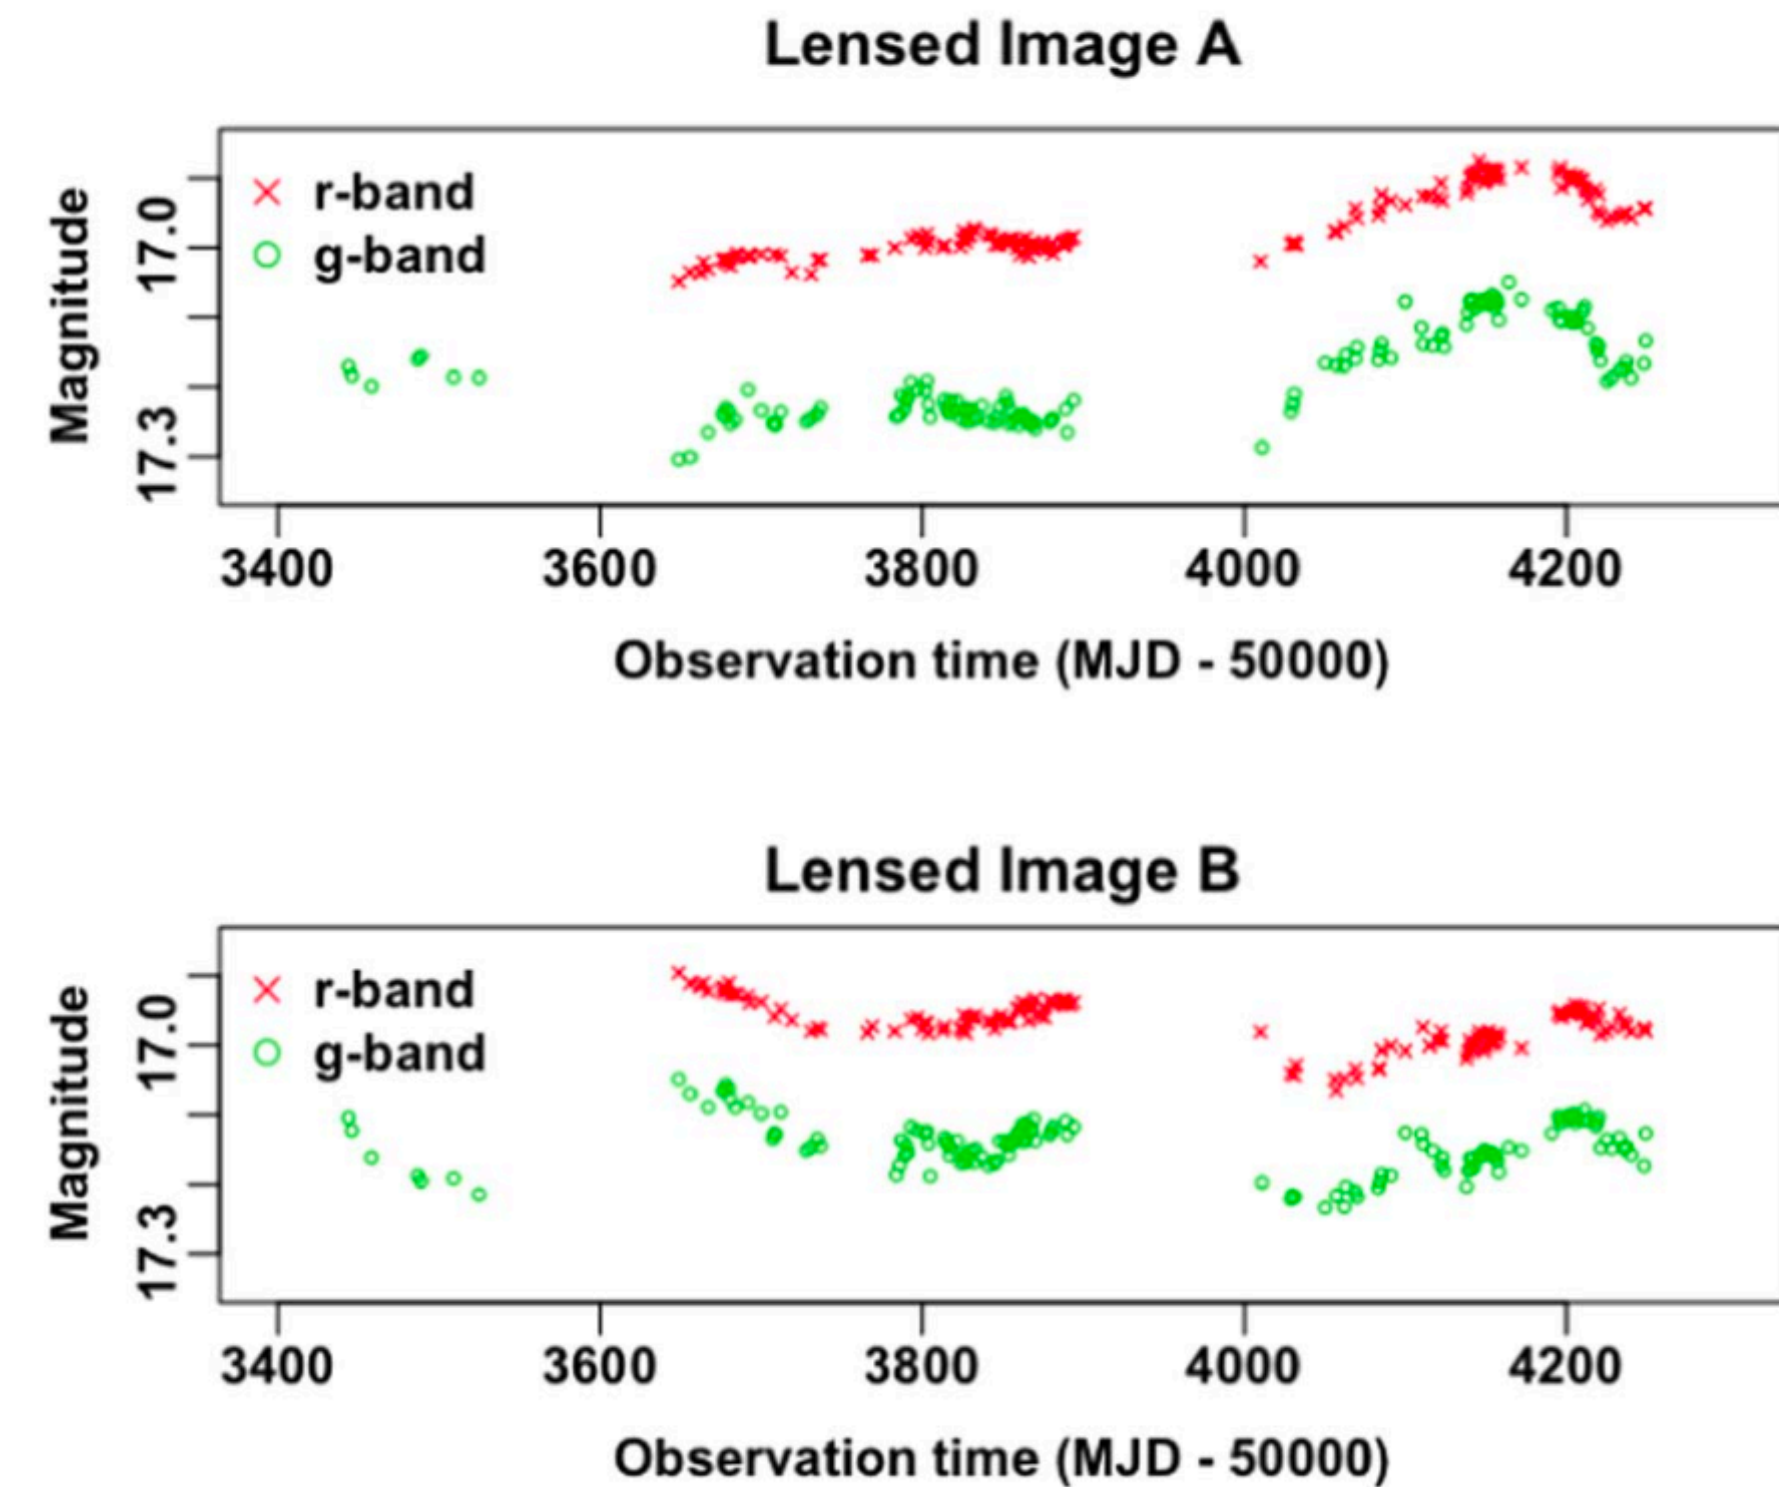 Lensed Image A
r-band
g-band
Magnitude
17.0
17.3
3400 3600 3800 4000 4200
Observation time (MJD - 50000)
Lensed Image B
r-band
g-band
Magnitude
17.0
17.3
3400 3600 3800 4000 4200
Observation time (MJD - 50000)